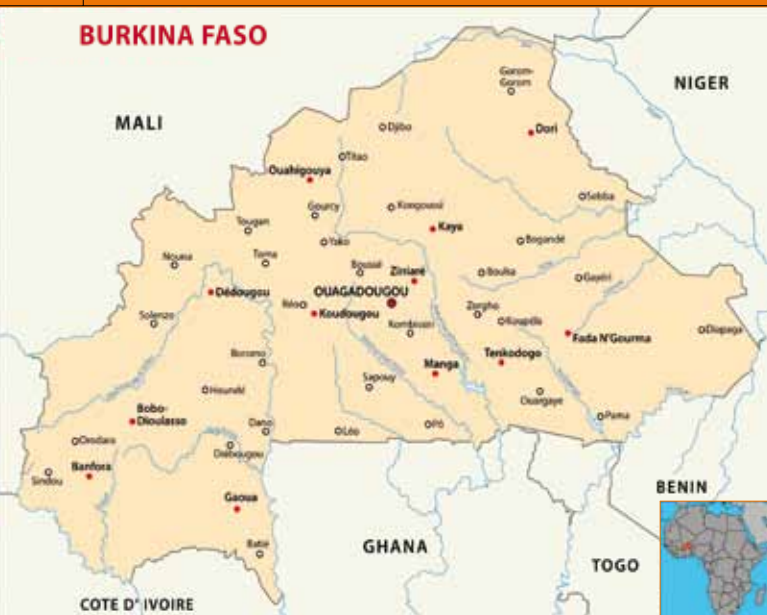 BURKINA FASO
NIGER
MALI
Gorom-
Gorom
Djibo
Dori
Titao
Ouahigouya
Sebba
Gourcy
Kongoussi
Tougan
Kaya
Yako
Bogandé
Nouna
Toma
Boussé
Ziniaré
Boulsa
Gayéri
Dédougou
OUAGADOUGOU
Réo
Koudougou
Zorgho
Koupéla
Solenzo
Kombissiri
Fada N'Gourma
Diapaga
Boromo
Tenkodogo
Manga
Sapouy
Houndé
Ouargaye
Bobo-
Dioulasso
Pama
Dano
Léo
Pô
Orodara
Diébougou
Banfora
Sindou
BENIN
Gaoua
GHANA
Batié
TOGO
COTE D' IVOIRE